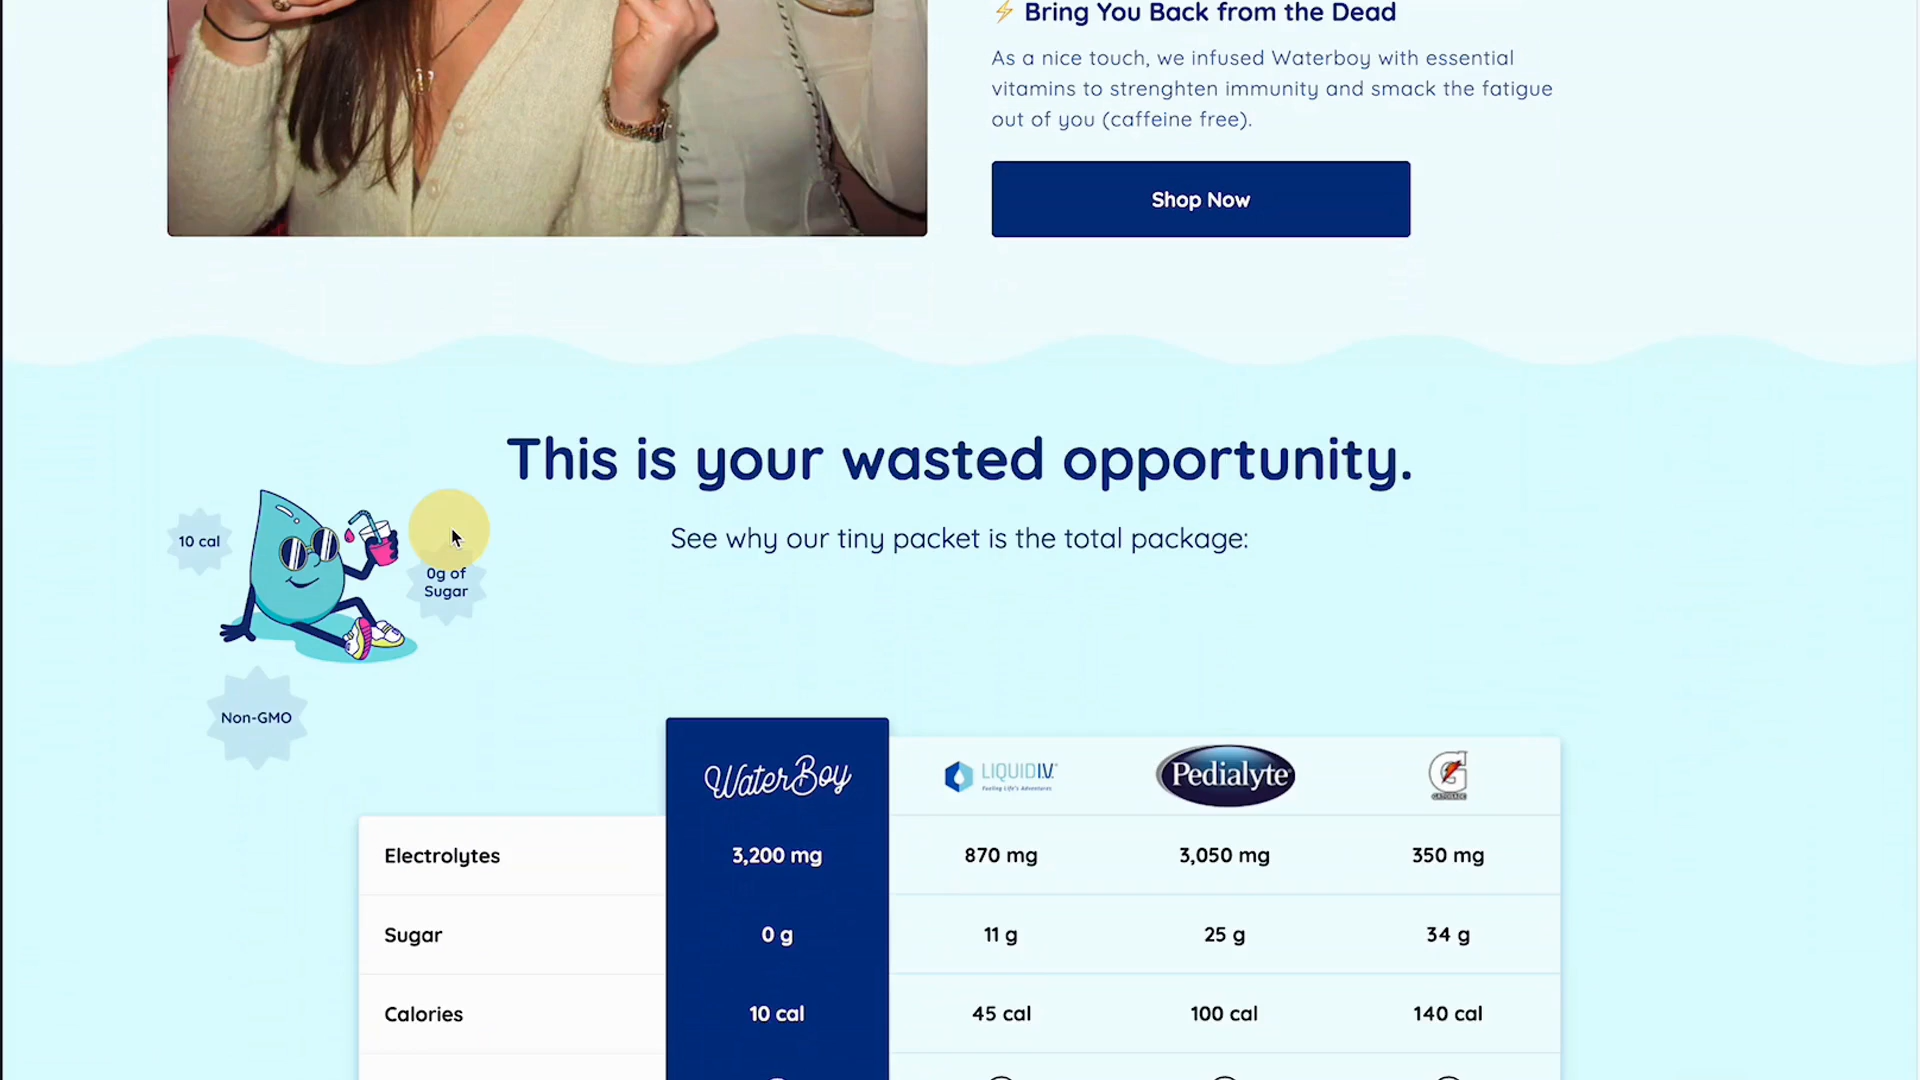 ⚡ Bring You Back from the Dead
As a nice touch, we infused Waterboy with essential
vitamins to strenghten immunity and smack the fatigue
out of you (caffeine free).
Shop Now
This is your wasted opportunity.
See why our tiny packet is the total package:
10 cal
0g of
Sugar
Non-GMO
WaterBoy LIQUID I.V. Pedialyte GATORADE
Fueling Life's Adventures
Electrolytes 3,200 mg 870 mg 3,050 mg 350 mg
Sugar 0 g 11 g 25 g 34 g
Calories 10 cal 45 cal 100 cal 140 cal